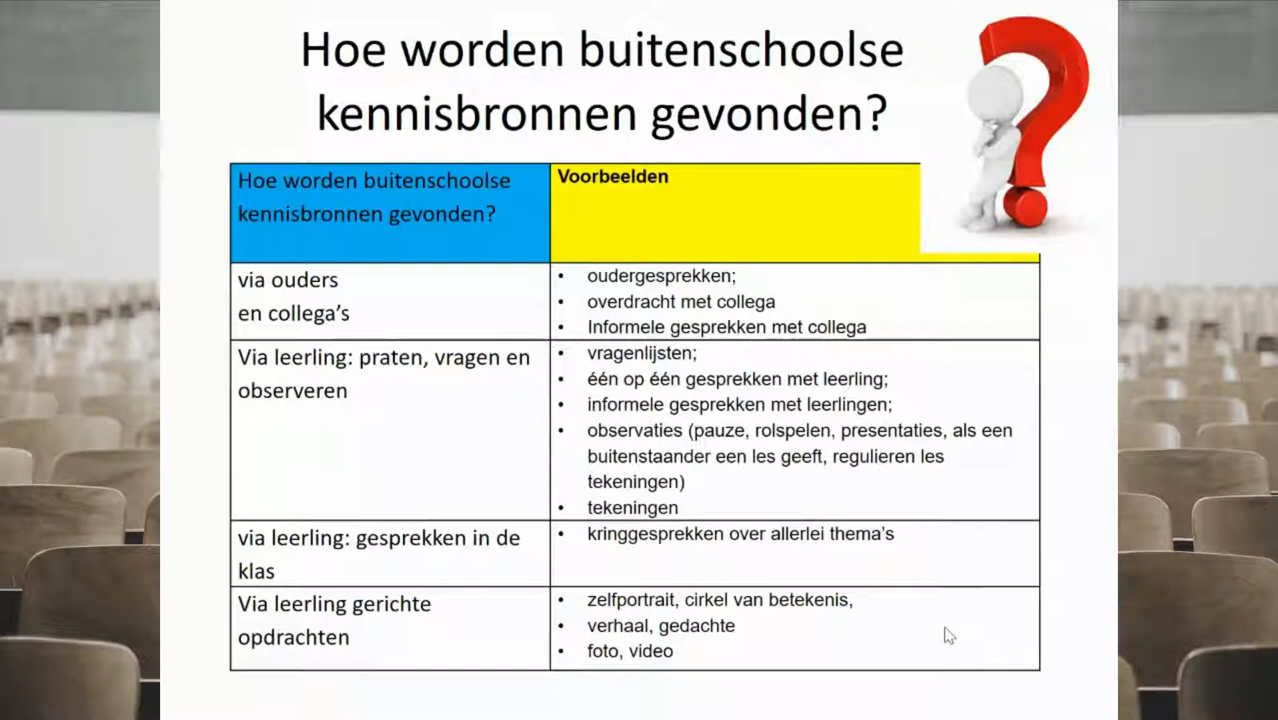 Hoe worden buitenschoolse
kennisbronnen gevonden?
Hoe worden buitenschoolse
kennisbronnen gevonden?
Voorbeelden
via ouders
en collega's
• oudergesprekken;
• overdracht met collega
• Informele gesprekken met collega
Via leerling: praten, vragen en
observeren
• vragenlijsten;
• één op één gesprekken met leerling;
• informele gesprekken met leerlingen;
• observaties (pauze, rolspelen, presentaties, als een
buitenstaander een les geeft, regulieren les
tekeningen)
• tekeningen
via leerling: gesprekken in de
klas
• kringgesprekken over allerlei thema's
Via leerling gerichte
opdrachten
• zelfportrait, cirkel van betekenis,
• verhaal, gedachte
• foto, video